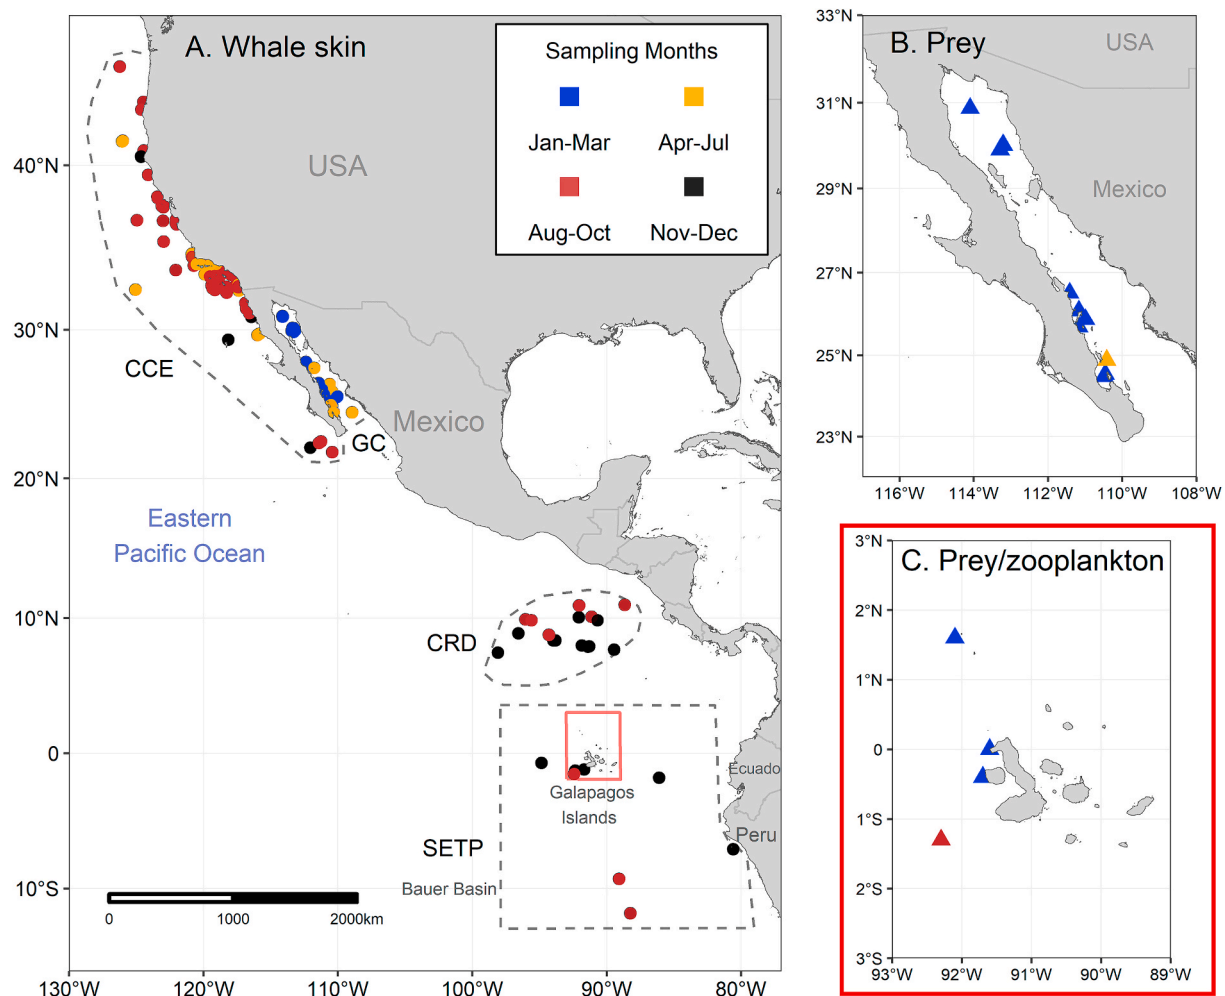 A. Whale skin
Sampling Months
Jan-Mar
Apr-Jul
Aug-Oct
Nov-Dec
USA
Mexico
CCE
GC
Eastern
Pacific Ocean
CRD
Galapagos
Islands
Ecuado
Peru
SETP
Bauer Basin
0
1000
2000km
40°N
30°N
20°N
10°N
0
10°S
130°W
120°W
110°W
100°W
90°W
80°W
B. Prey
USA
Mexico
33°N
31°N
29°N
27°N
25°N
23°N
116°W
114°W
112°W
110°W
108°W
C. Prey/zooplankton
3°N
2°N
1°N
0
1°S
2°S
3°S
93°W
92°W
91°W
90°W
89°W